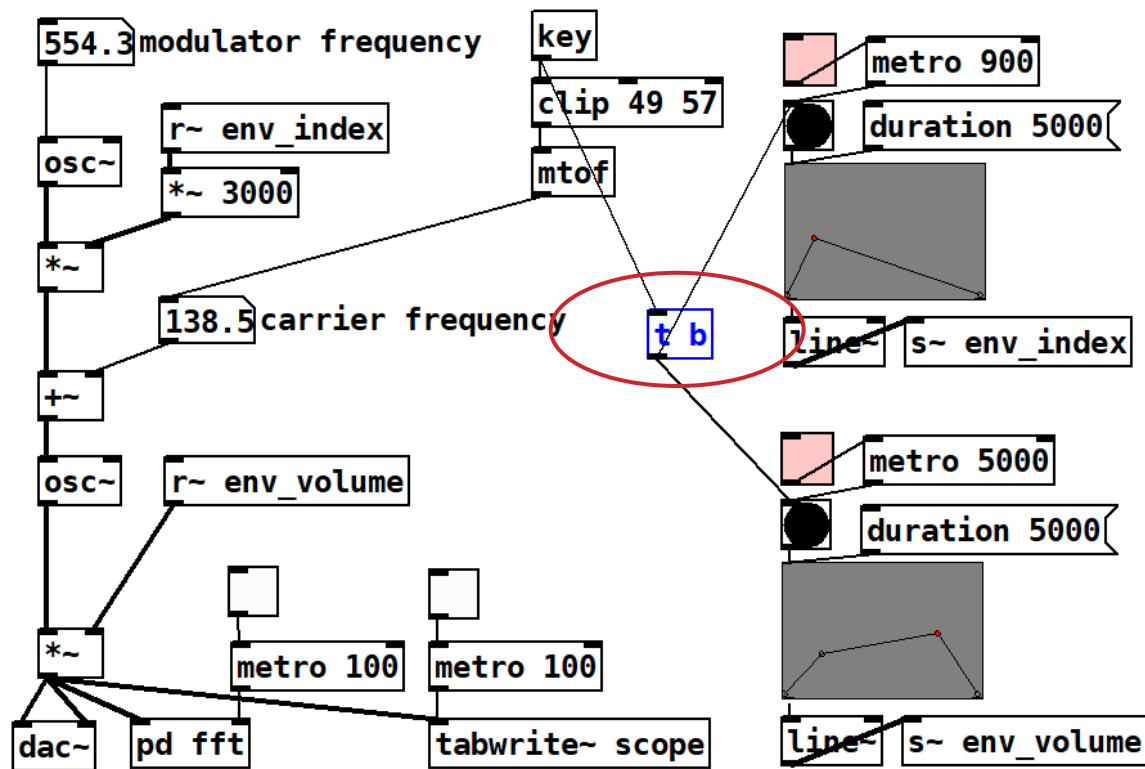 554.3 modulator frequency
osc~
r~ env_index
*~ 3000
*~
138.5 carrier frequency
+~
osc~
r~ env_volume
*~
metro 100
metro 100
dac~
pd fft
tabwrite~ scope
key
clip 49 57
mtof
t b
metro 900
duration 5000
line~
s~ env_index
metro 5000
duration 5000
line~
s~ env_volume